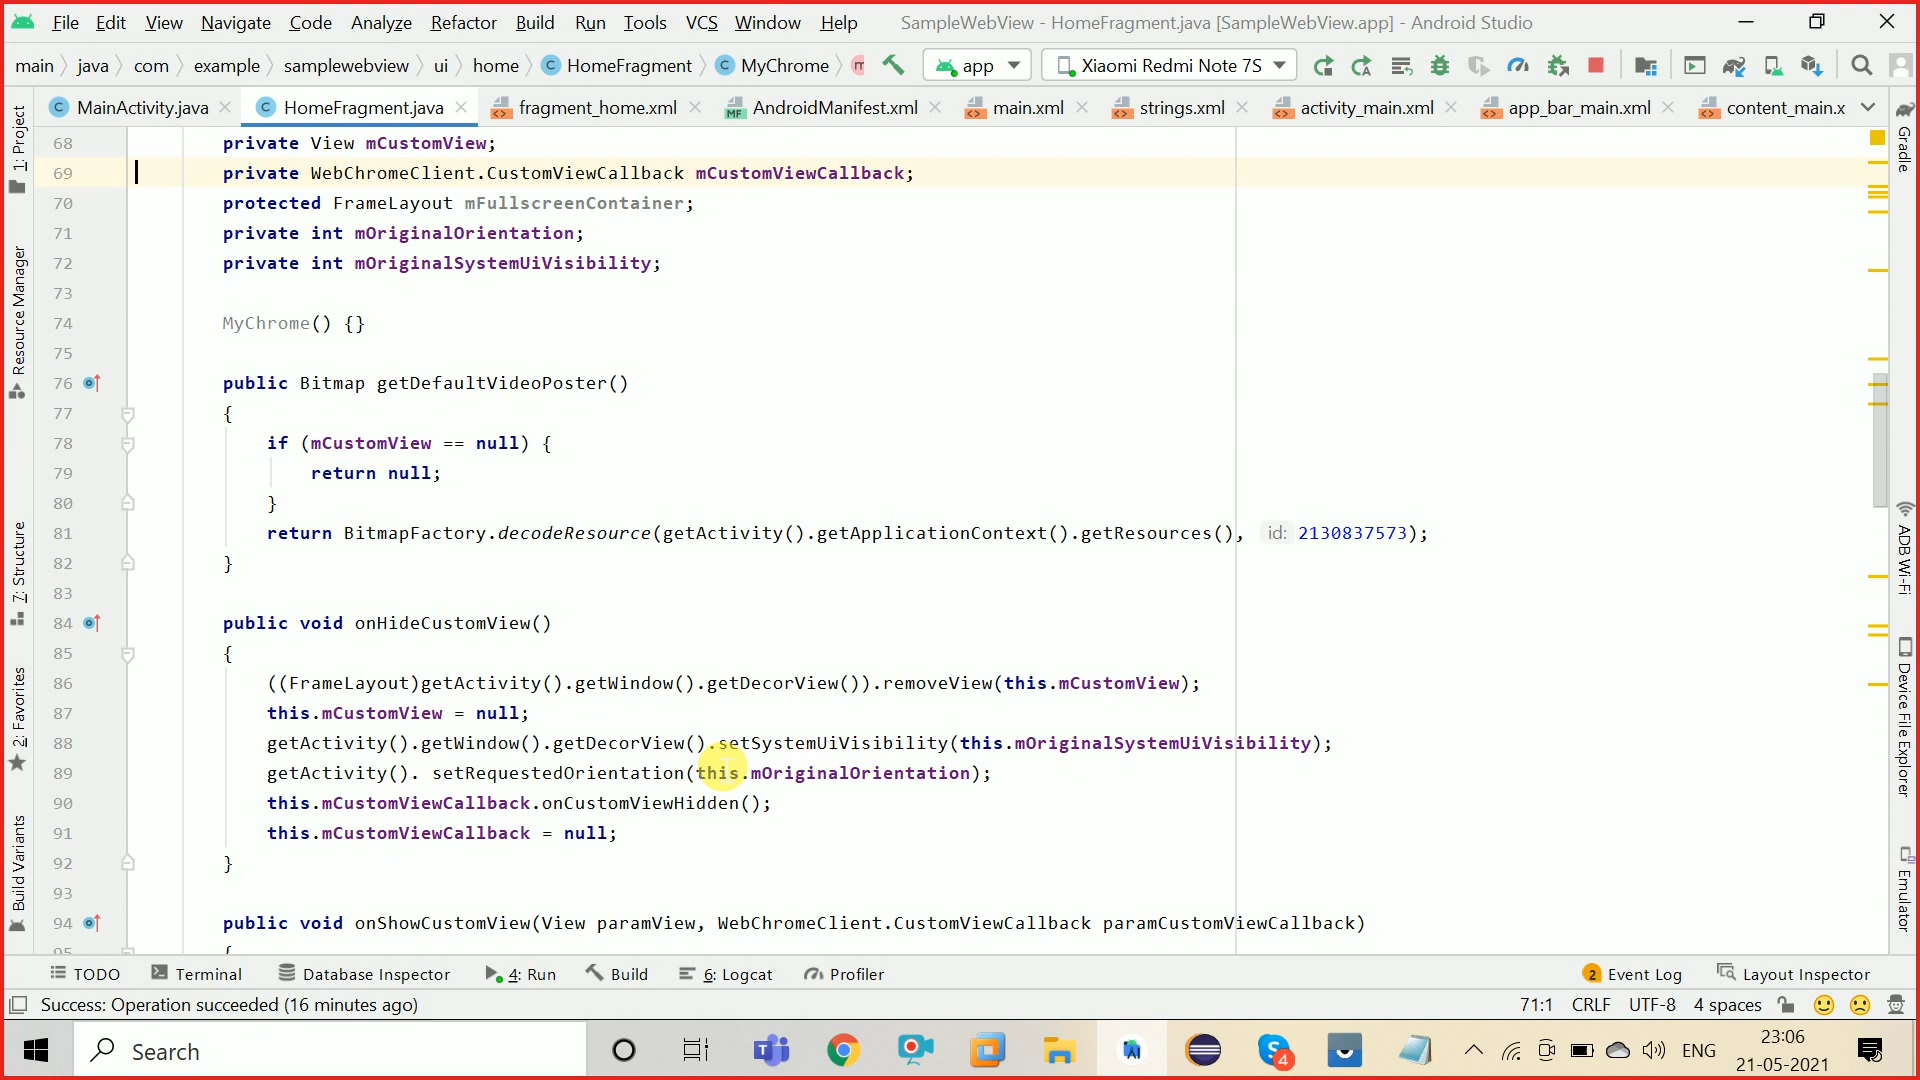 File Edit View Navigate Code Analyze Refactor Build Run Tools VCS Window Help SampleWebView - HomeFragment.java [SampleWebView.app] - Android Studio
main java com example samplewebview ui home HomeFragment MyChrome app Xiaomi Redmi Note 7S
MainActivity.java HomeFragment.java fragment_home.xml AndroidManifest.xml main.xml strings.xml activity_main.xml app_bar_main.xml content_main.x
1: Project
Resource Manager
7: Structure
2: Favorites
Build Variants
68 private View mCustomView;
69 private WebChromeClient.CustomViewCallback mCustomViewCallback;
70 protected FrameLayout mFullscreenContainer;
71 private int mOriginalOrientation;
72 private int mOriginalSystemUiVisibility;
73
74 MyChrome() {}
75
76 public Bitmap getDefaultVideoPoster()
77 {
78 if (mCustomView == null) {
79 return null;
80 }
81 return BitmapFactory.decodeResource(getActivity().getApplicationContext().getResources(), id: 2130837573);
82 }
83
84 public void onHideCustomView()
85 {
86 ((FrameLayout)getActivity().getWindow().getDecorView()).removeView(this.mCustomView);
87 this.mCustomView = null;
88 getActivity().getWindow().getDecorView().setSystemUiVisibility(this.mOriginalSystemUiVisibility);
89 getActivity(). setRequestedOrientation(this.mOriginalOrientation);
90 this.mCustomViewCallback.onCustomViewHidden();
91 this.mCustomViewCallback = null;
92 }
93
94 public void onShowCustomView(View paramView, WebChromeClient.CustomViewCallback paramCustomViewCallback)
95 {
Gradle
ADB Wi-Fi
Device File Explorer
Emulator
TODO Terminal Database Inspector 4: Run Build 6: Logcat Profiler 2 Event Log Layout Inspector
Success: Operation succeeded (16 minutes ago) 71:1 CRLF UTF-8 4 spaces
Search 4 ENG 23:06
21-05-2021